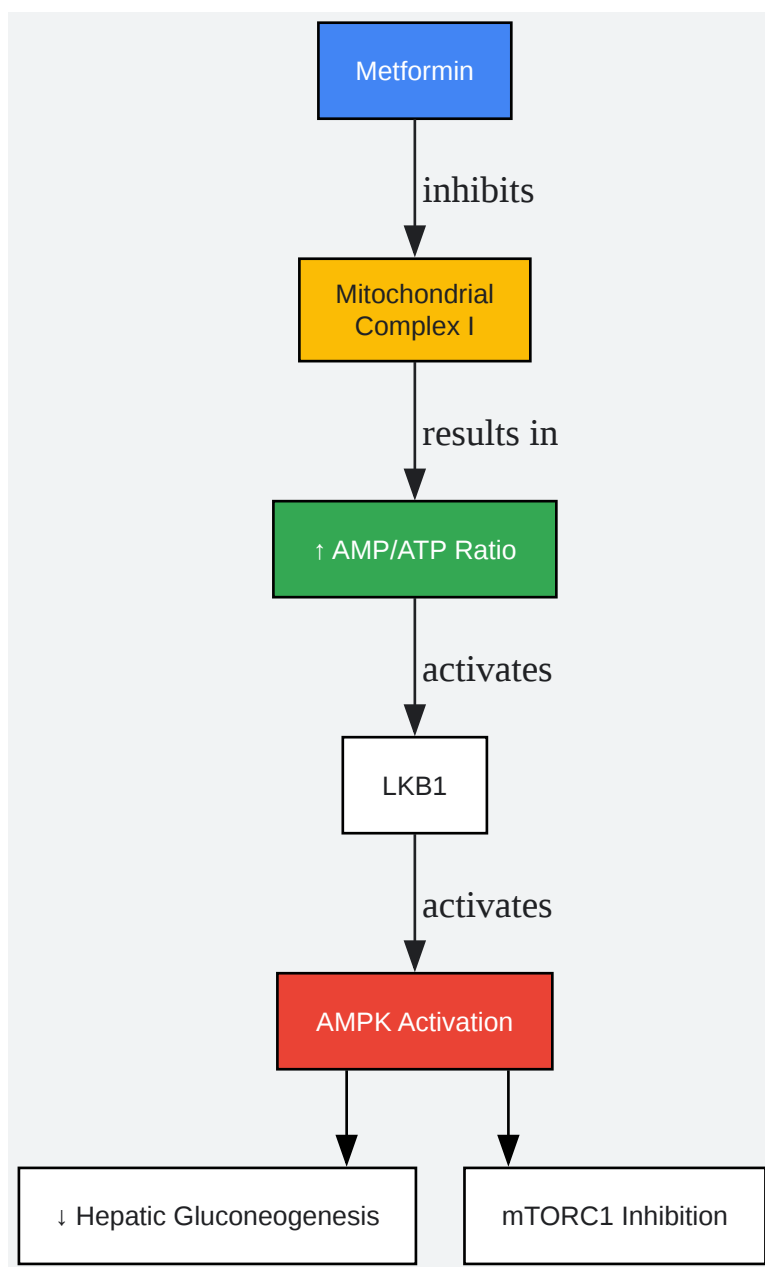 Metformin
inhibits
Mitochondrial
Complex I
results in
↑ AMP/ATP Ratio
activates
LKB1
activates
AMPK Activation
↓ Hepatic Gluconeogenesis
mTORC1 Inhibition